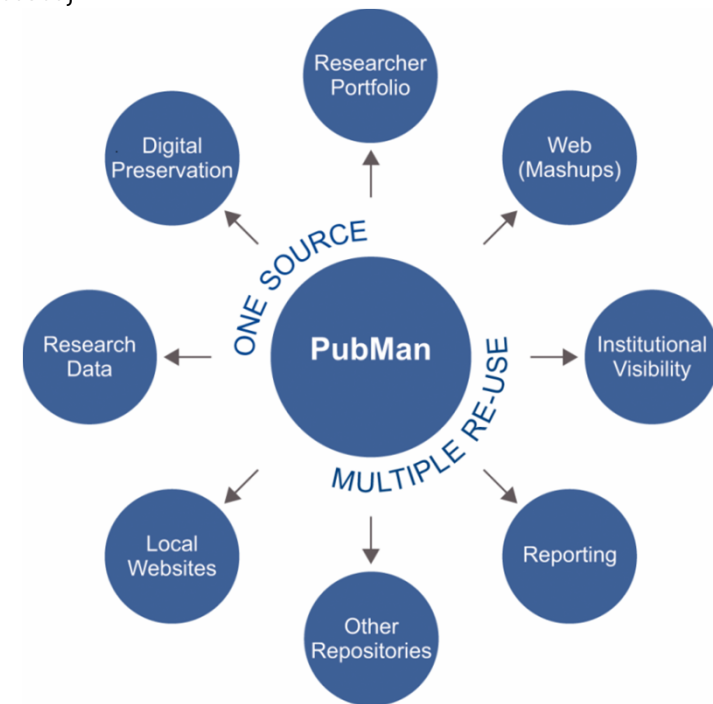 Researcher
Portfolio
Digital
Preservation
Web
(Mashups)
ONE SOURCE
PubMan
MULTIPLE RE-USE
Research
Data
Institutional
Visibility
Local
Websites
Reporting
Other
Repositories